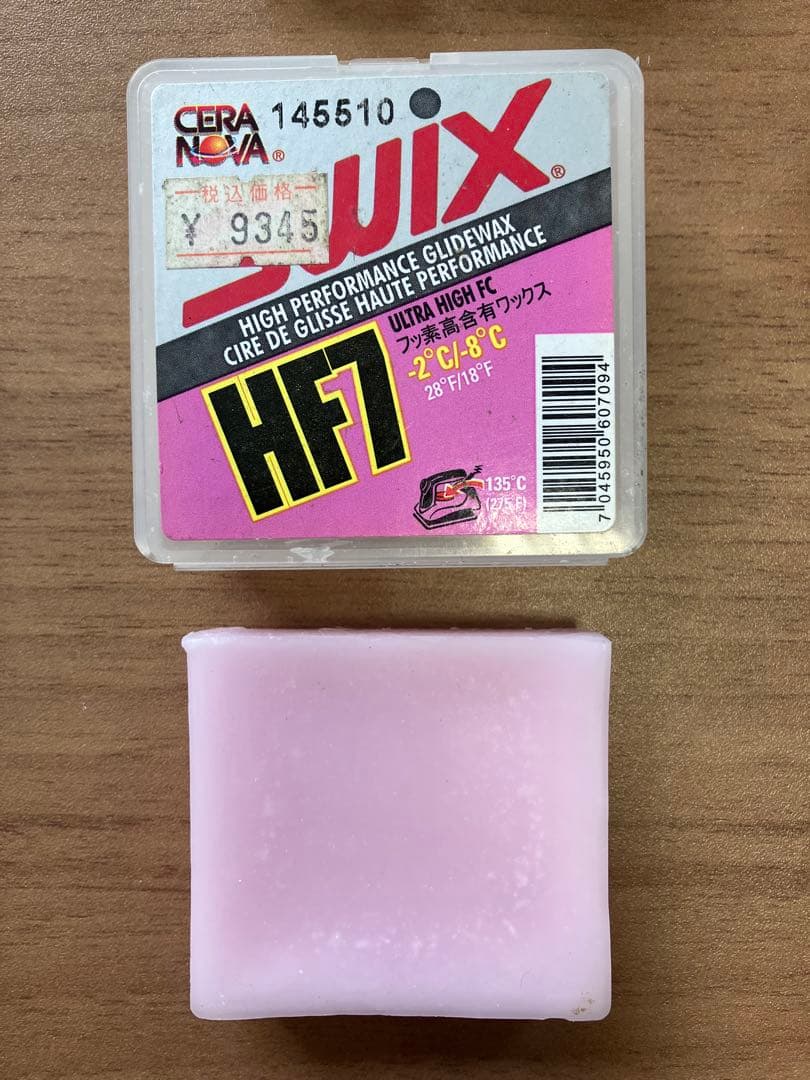 CERA
NOVA®
145510
SWIX®
税込価格
¥ 9345
HIGH PERFORMANCE GLIDEWAX
CIRE DE GLISSE HAUTE PERFORMANCE
ULTRA HIGH FC
フッ素高含有ワックス
-2°C/-8°C
28°F/18°F
HF7
135°C
(275°F)
7 045950 607094